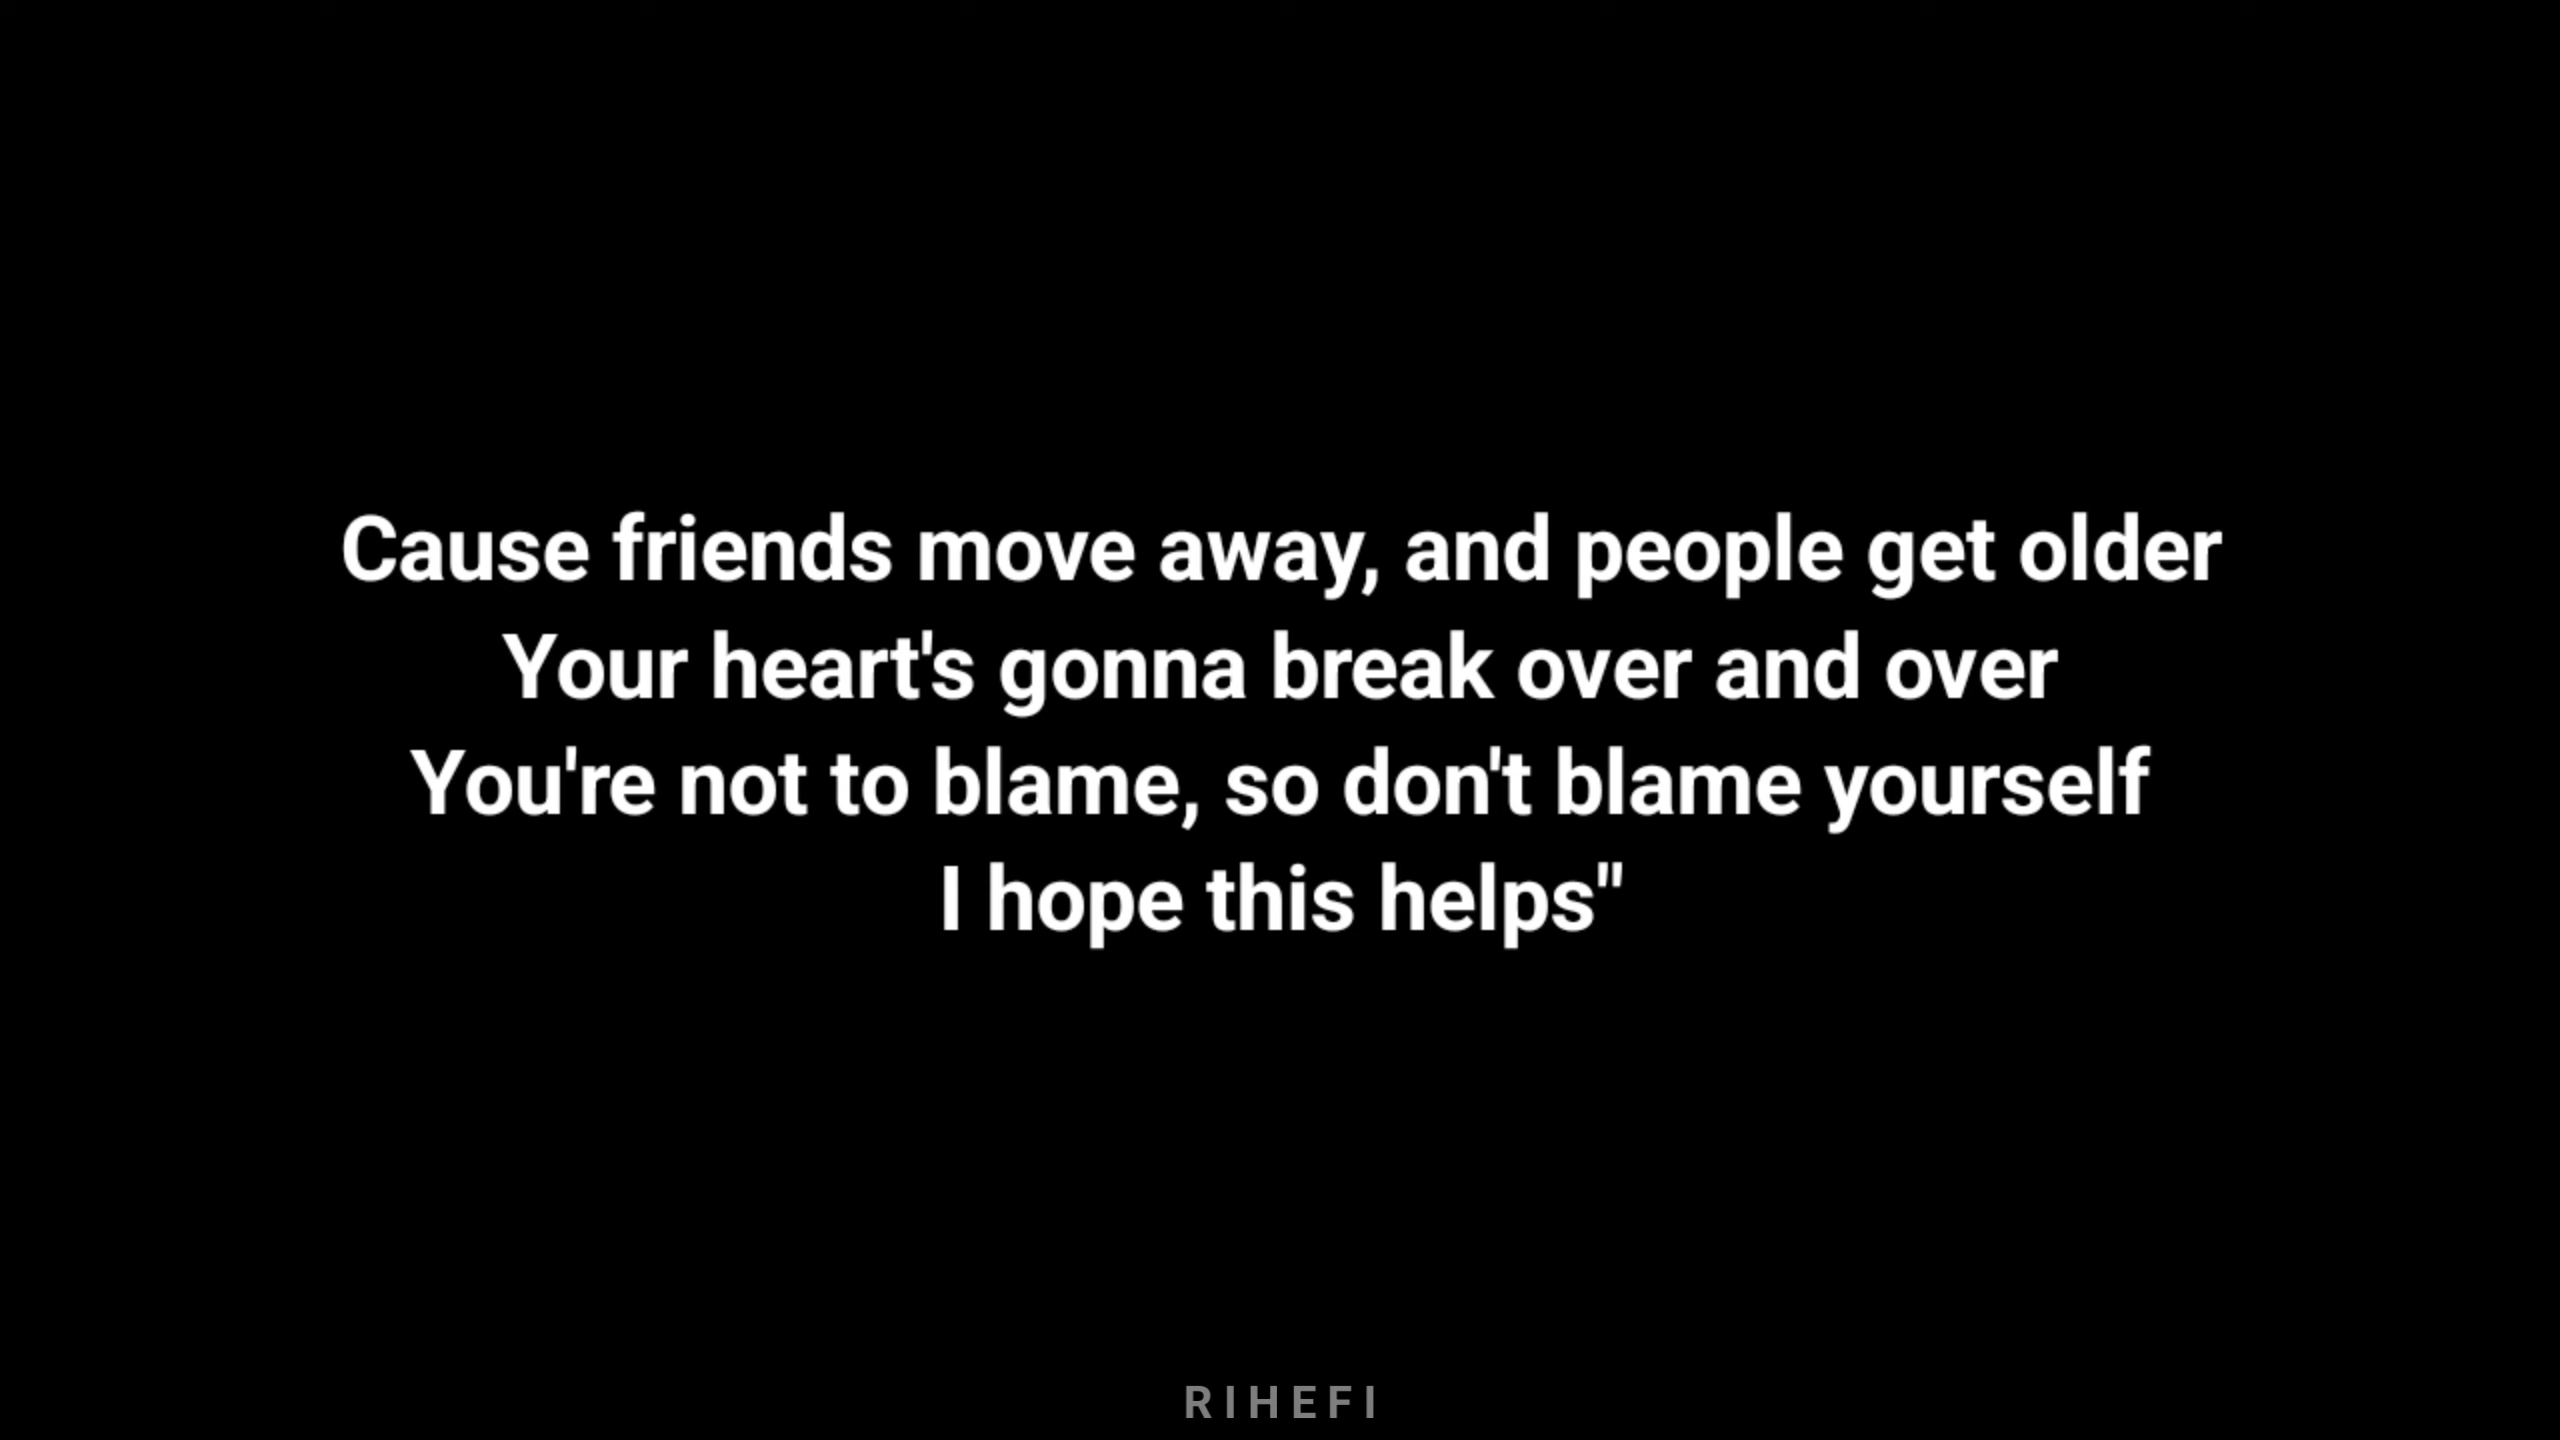 Cause friends move away, and people get older
Your heart's gonna break over and over
You're not to blame, so don't blame yourself
I hope this helps"
RIHEFI